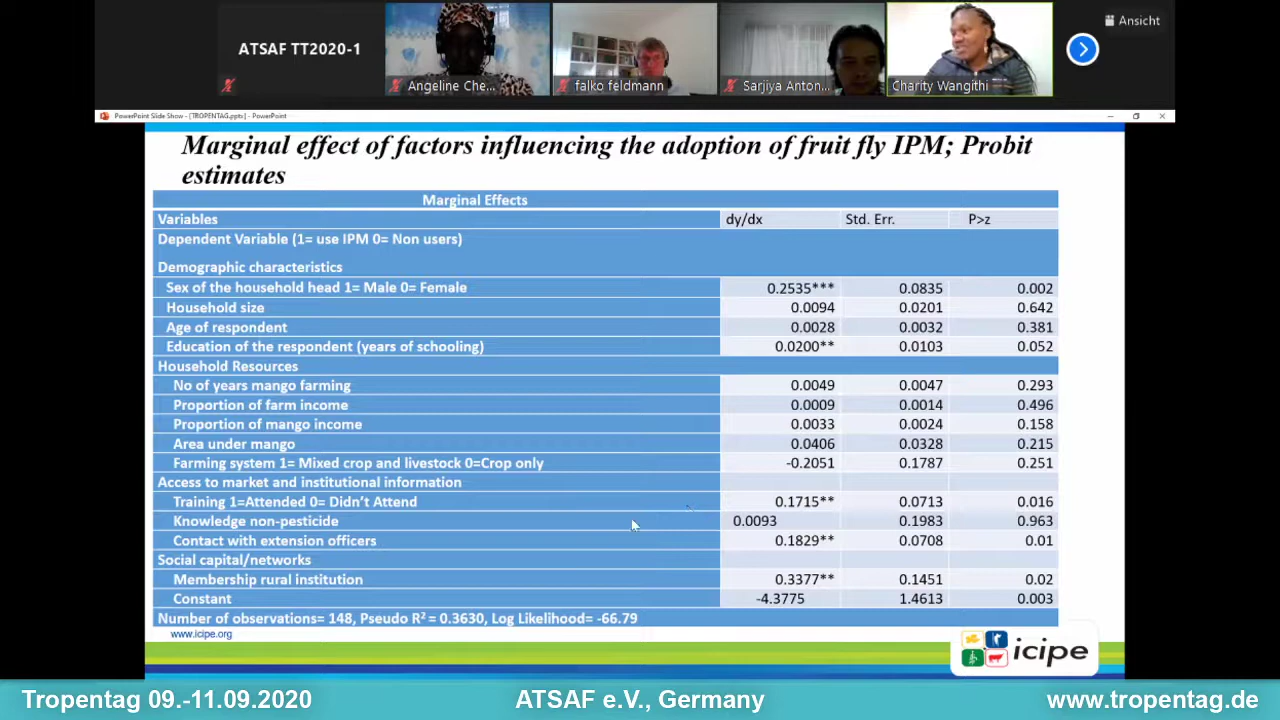 ATSAF TT2020-1
Angeline Che...
falko feldmann
Sarjiya Anton...
Charity Wangithi
Ansicht
PowerPoint Slide Show - [TROPENTAG.pptx] - PowerPoint
Marginal effect of factors influencing the adoption of fruit fly IPM; Probit
estimates
Marginal Effects
Variables dy/dx Std. Err. P>z
Dependent Variable (1= use IPM 0= Non users)
Demographic characteristics
Sex of the household head 1= Male 0= Female 0.2535*** 0.0835 0.002
Household size 0.0094 0.0201 0.642
Age of respondent 0.0028 0.0032 0.381
Education of the respondent (years of schooling) 0.0200** 0.0103 0.052
Household Resources
No of years mango farming 0.0049 0.0047 0.293
Proportion of farm income 0.0009 0.0014 0.496
Proportion of mango income 0.0033 0.0024 0.158
Area under mango 0.0406 0.0328 0.215
Farming system 1= Mixed crop and livestock 0=Crop only -0.2051 0.1787 0.251
Access to market and institutional information
Training 1=Attended 0= Didn't Attend 0.1715** 0.0713 0.016
Knowledge non-pesticide 0.0093 0.1983 0.963
Contact with extension officers 0.1829** 0.0708 0.01
Social capital/networks
Membership rural institution 0.3377** 0.1451 0.02
Constant -4.3775 1.4613 0.003
Number of observations= 148, Pseudo R² = 0.3630, Log Likelihood= -66.79
www.icipe.org
icipe
Tropentag 09.-11.09.2020 ATSAF e.V., Germany www.tropentag.de